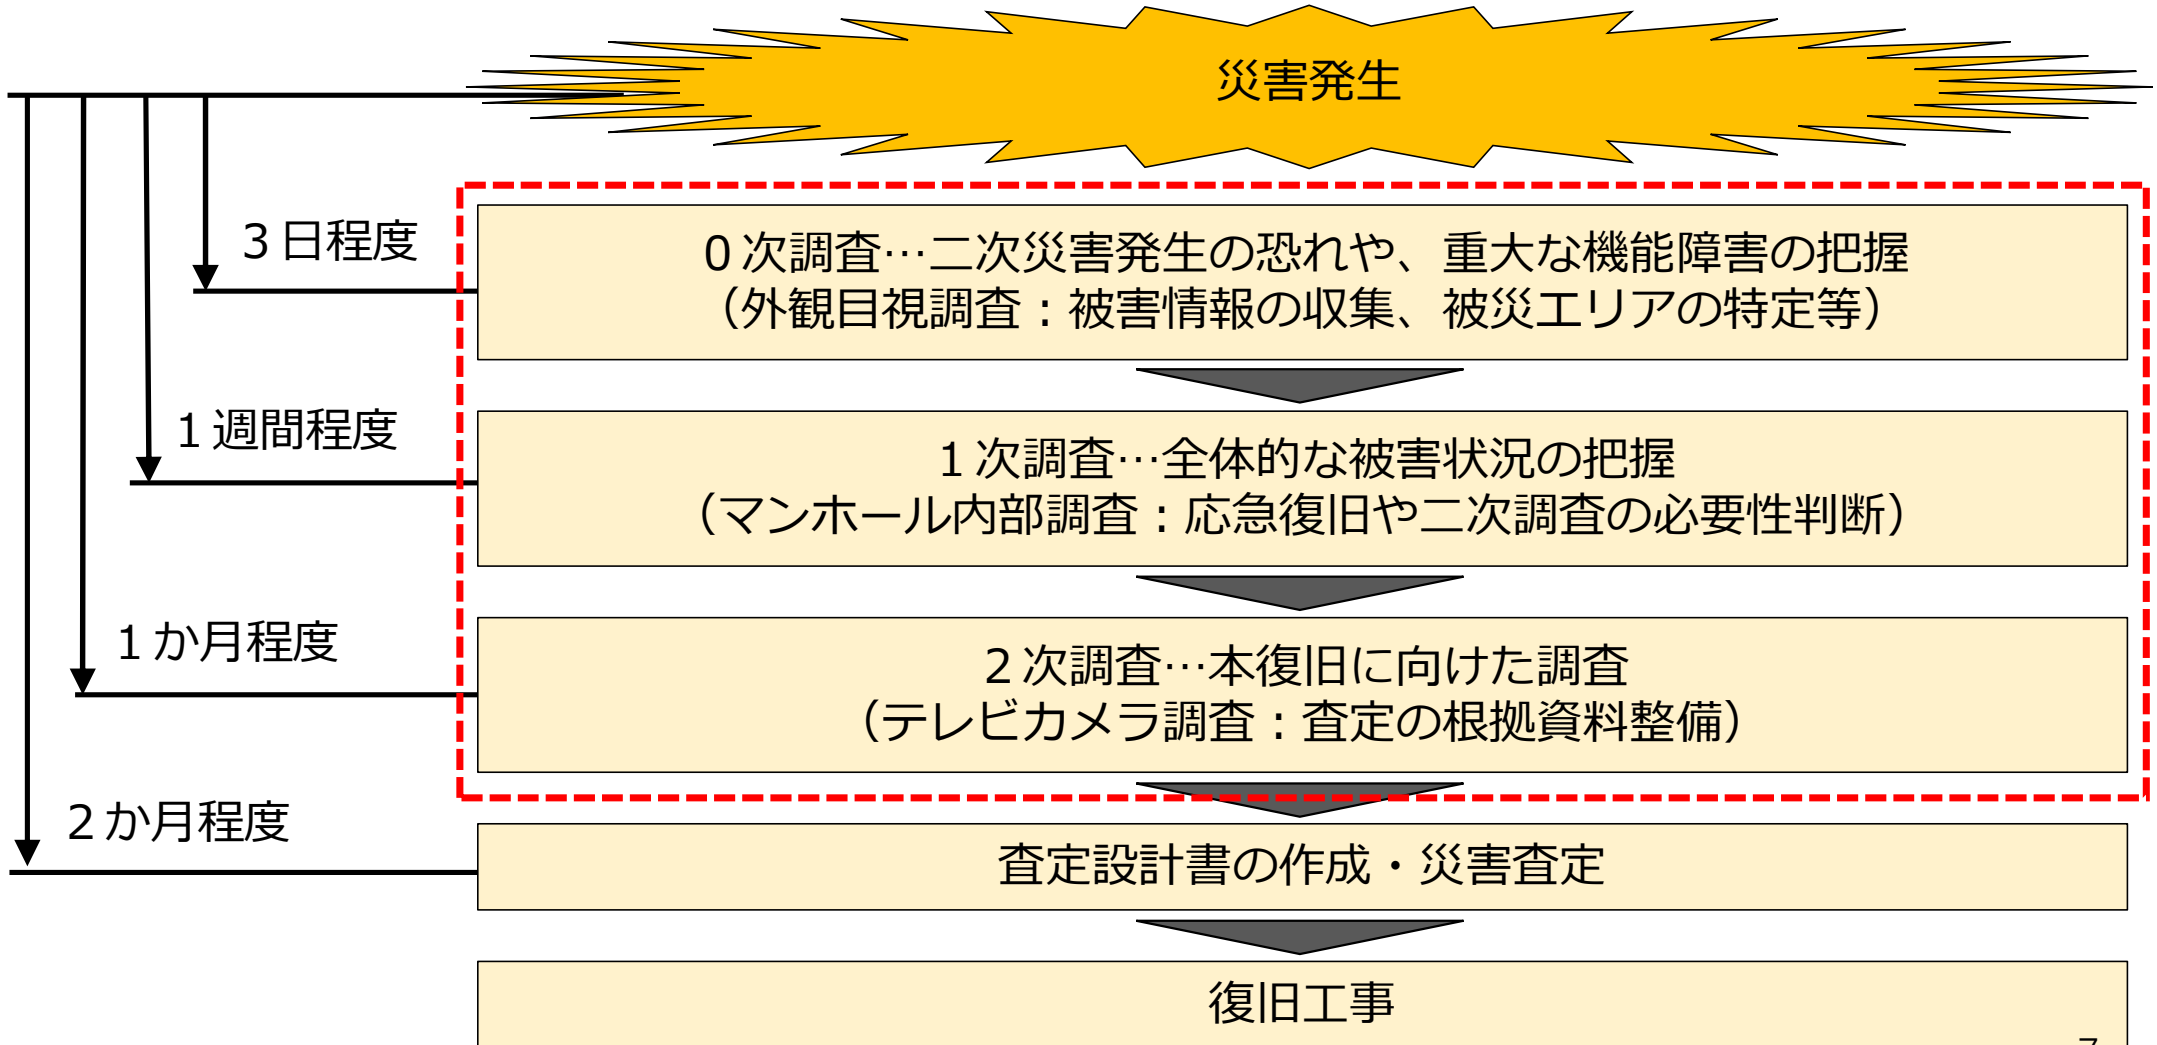 災害発生
３日程度
０次調査…二次災害発生の恐れや、重大な機能障害の把握
（外観目視調査：被害情報の収集、被災エリアの特定等）
１週間程度
１次調査…全体的な被害状況の把握
（マンホール内部調査：応急復旧や二次調査の必要性判断）
１か月程度
２次調査…本復旧に向けた調査
（テレビカメラ調査：査定の根拠資料整備）
２か月程度
査定設計書の作成・災害査定
復旧工事